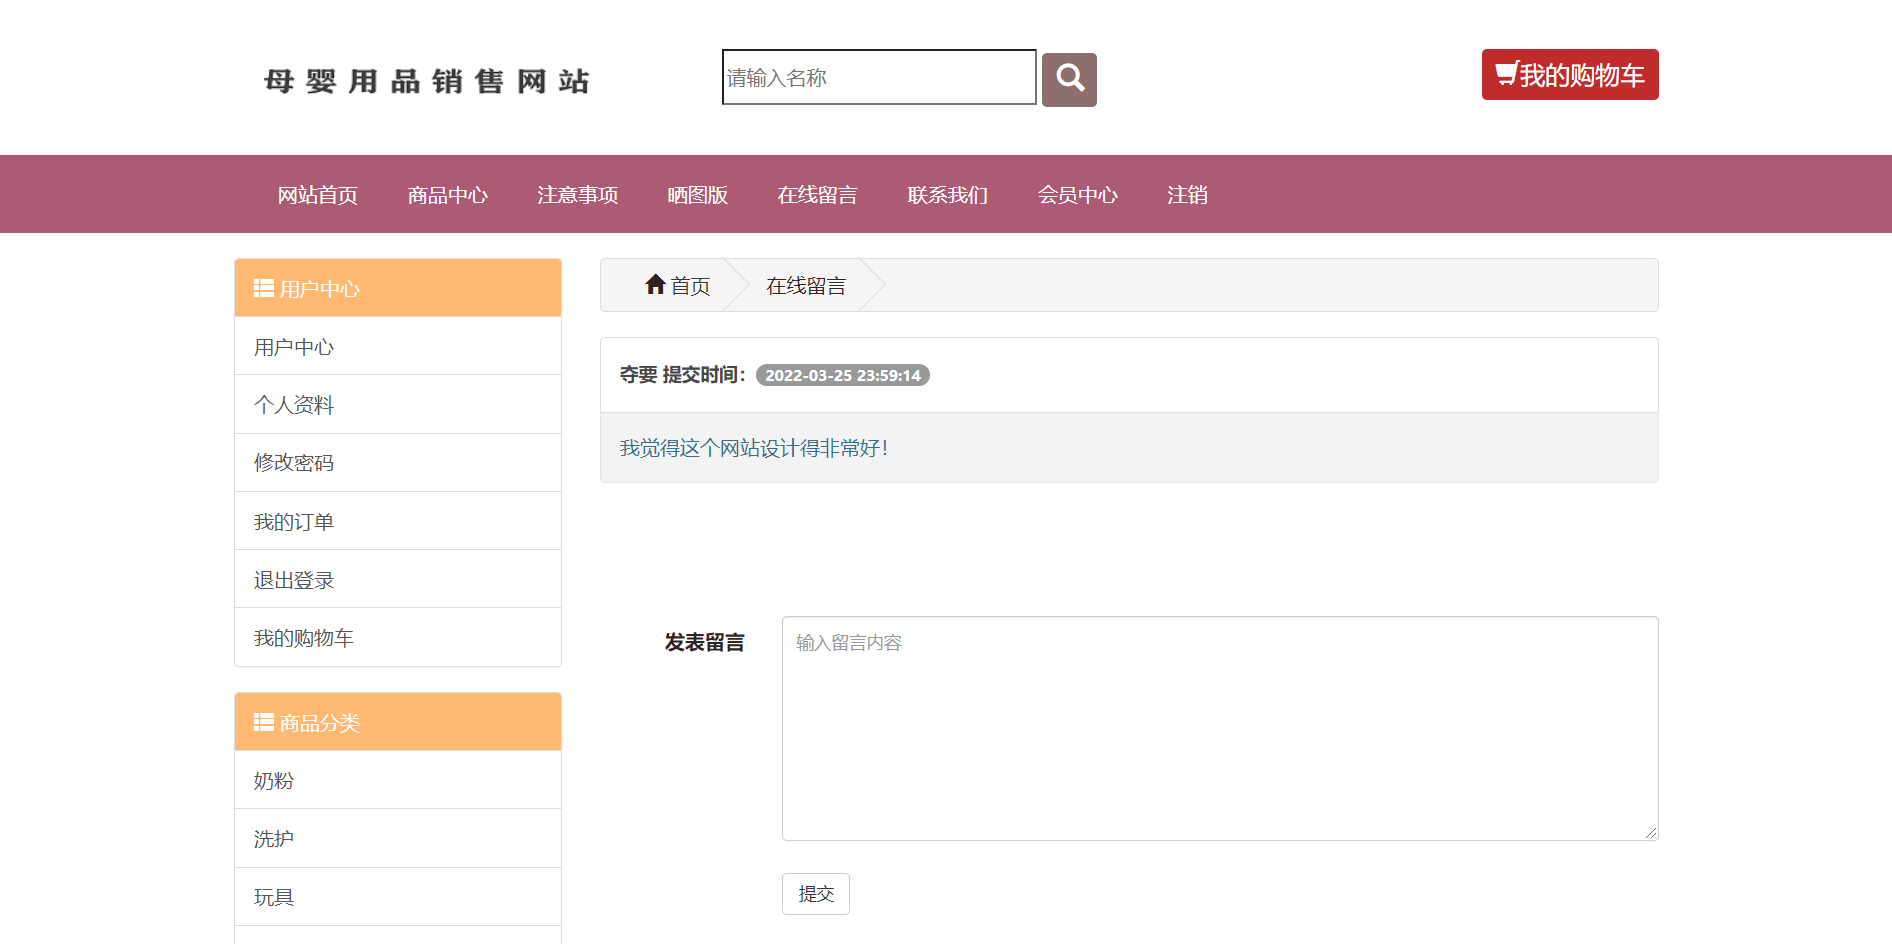 母婴用品销售网站
请输入名称
我的购物车
网站首页 商品中心 注意事项 晒图版 在线留言 联系我们 会员中心 注销
用户中心
用户中心
个人资料
修改密码
我的订单
退出登录
我的购物车
商品分类
奶粉
洗护
玩具
首页 在线留言
夺要 提交时间： 2022-03-25 23:59:14
我觉得这个网站设计得非常好！
发表留言
输入留言内容
提交